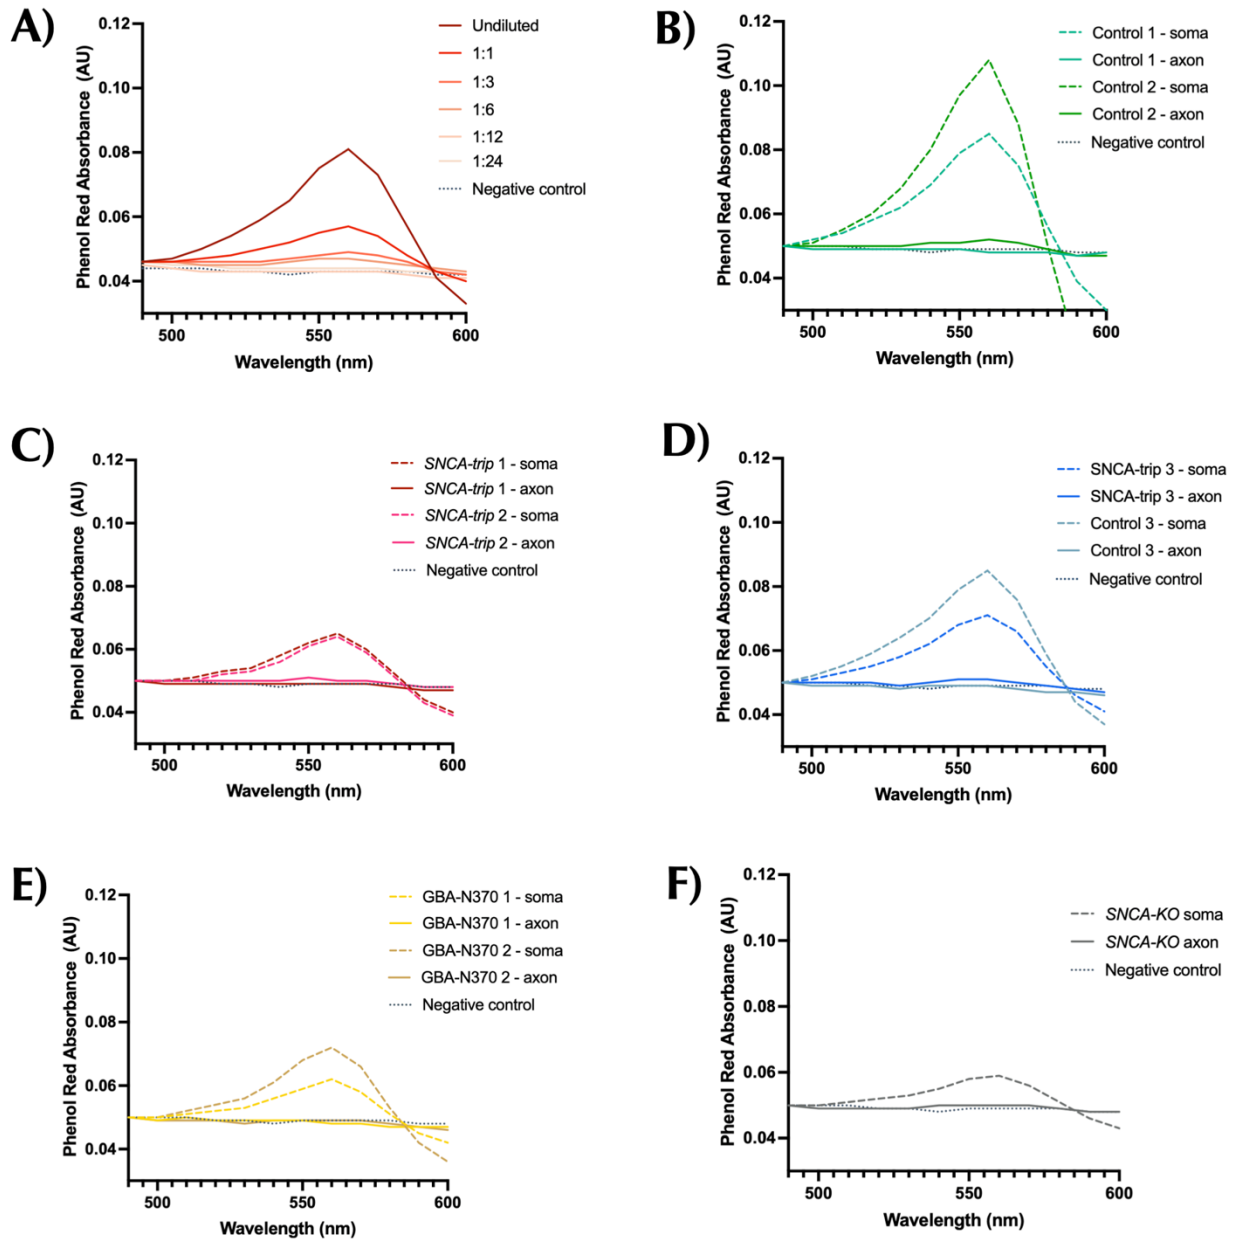 A)
0.12
0.10
0.08
0.06
0.04
Phenol Red Absorbance (AU)
500
550
600
Wavelength (nm)
Undiluted
1:1
1:3
1:6
1:12
1:24
Negative control
B)
0.12
0.10
0.08
0.06
0.04
Phenol Red Absorbance (AU)
500
550
600
Wavelength (nm)
Control 1 - soma
Control 1 - axon
Control 2 - soma
Control 2 - axon
Negative control
C)
0.12
0.10
0.08
0.06
0.04
Phenol Red Absorbance (AU)
500
550
600
Wavelength (nm)
SNCA-trip 1 - soma
SNCA-trip 1 - axon
SNCA-trip 2 - soma
SNCA-trip 2 - axon
Negative control
D)
0.12
0.10
0.08
0.06
0.04
Phenol Red Absorbance (AU)
500
550
600
Wavelength (nm)
SNCA-trip 3 - soma
SNCA-trip 3 - axon
Control 3 - soma
Control 3 - axon
Negative control
E)
0.12
0.10
0.08
0.06
0.04
Phenol Red Absorbance (AU)
500
550
600
Wavelength (nm)
GBA-N370 1 - soma
GBA-N370 1 - axon
GBA-N370 2 - soma
GBA-N370 2 - axon
Negative control
F)
0.12
0.10
0.08
0.06
0.04
Phenol Red Absorbance (AU)
500
550
600
Wavelength (nm)
SNCA-KO soma
SNCA-KO axon
Negative control